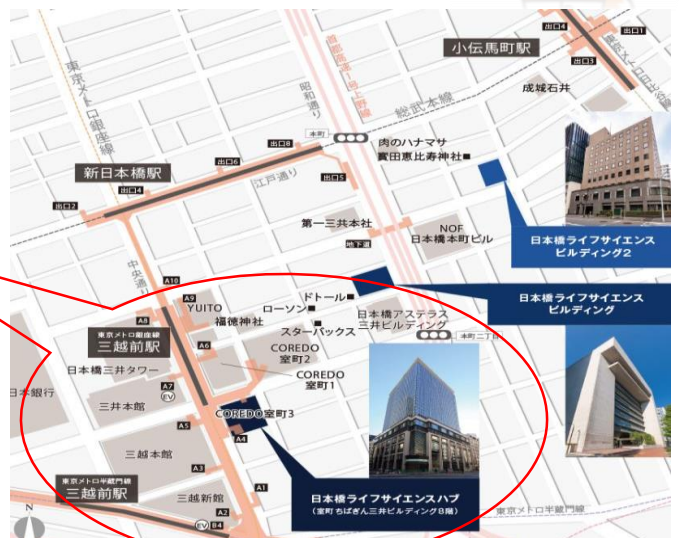 出口4
出口1
小伝馬町駅
出口3
東京メトロ日比谷線
東京メトロ銀座線
昭和通り
首都高速1号上野線
総武本線
成城石井
本町
出口8
肉のハナマサ
寶田恵比寿神社
出口6
新日本橋駅
江戸通り
出口5
出口4
出口2
第一三共本社
NOF
日本橋本町ビル
地下道
日本橋ライフサイエンス
ビルディング2
中央通り
A10
日本橋ライフサイエンス
ビルディング
A9
YUITO
ドトール
ローソン
福徳神社
スターバックス
日本橋アステラス
三井ビルディング
A8
東京メトロ銀座線
三越前駅
本町二丁目
A6
COREDO
室町2
日本橋三井タワー
COREDO
室町1
A7
EV
日本銀行
三井本館
COREDO室町3
A5
A4
三越本館
A3
東京メトロ半蔵門線
三越前駅
A1
三越新館
日本橋ライフサイエンスハブ
(室町ちばぎん三井ビルディング8階)
A2
EV
B4
N
東京メトロ半蔵門線